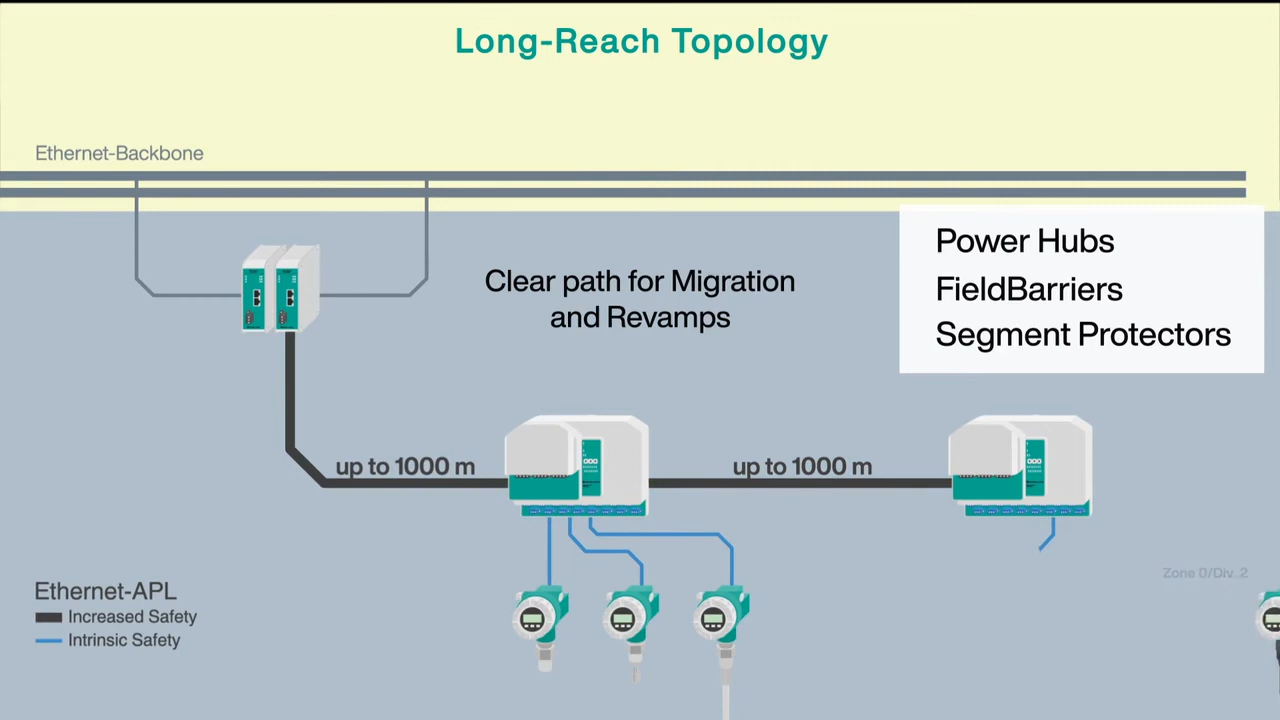 Long-Reach Topology
Ethernet-Backbone
Clear path for Migration
and Revamps
Power Hubs
FieldBarriers
Segment Protectors
up to 1000 m
up to 1000 m
Zone 0/Div. 2
Ethernet-APL
Increased Safety
Intrinsic Safety